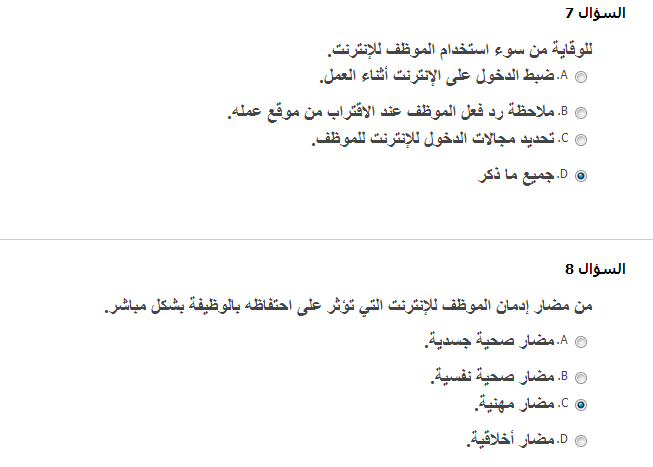 السؤال 7
للوقاية من سوء استخدام الموظف للإنترنت.
A. ضبط الدخول على الإنترنت أثناء العمل.
B. ملاحظة رد فعل الموظف عند الاقتراب من موقع عمله.
C. تحديد مجالات الدخول للإنترنت للموظف.
D. جميع ما ذكر
السؤال 8
من مضار إدمان الموظف للإنترنت التي تؤثر على احتفاظه بالوظيفة بشكل مباشر.
A. مضار صحية جسدية.
B. مضار صحية نفسية.
C. مضار مهنية.
D. مضار أخلاقية.